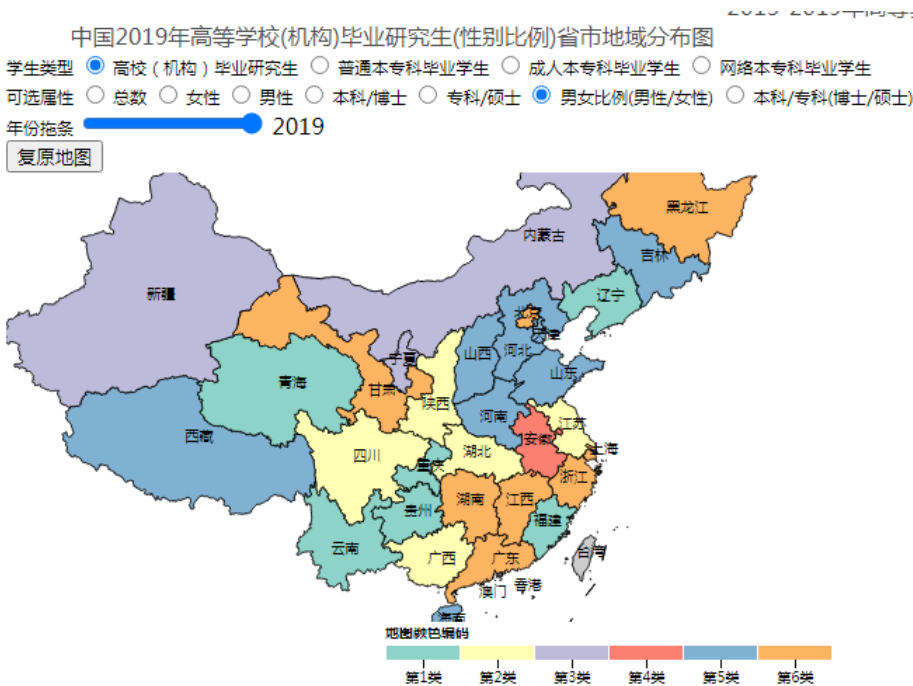 中国2019年高等学校(机构)毕业研究生(性别比例)省市地域分布图
学生类型 高校（机构）毕业研究生 普通本专科毕业学生 成人本专科毕业学生 网络本专科毕业学生
可选属性 总数 女性 男性 本科/博士 专科/硕士 男女比例(男性/女性) 本科/专科(博士/硕士)
年份拖条 2019
复原地图
黑龙江
内蒙古
吉林
新疆
辽宁
北京
天津
宁夏
山西
河北
山东
青海
甘肃
陕西
河南
江苏
西藏
安徽
四川
湖北
上海
重庆
浙江
湖南
江西
贵州
福建
云南
广西
广东
台湾
澳门
香港
海南
地图颜色编码
第1类 第2类 第3类 第4类 第5类 第6类